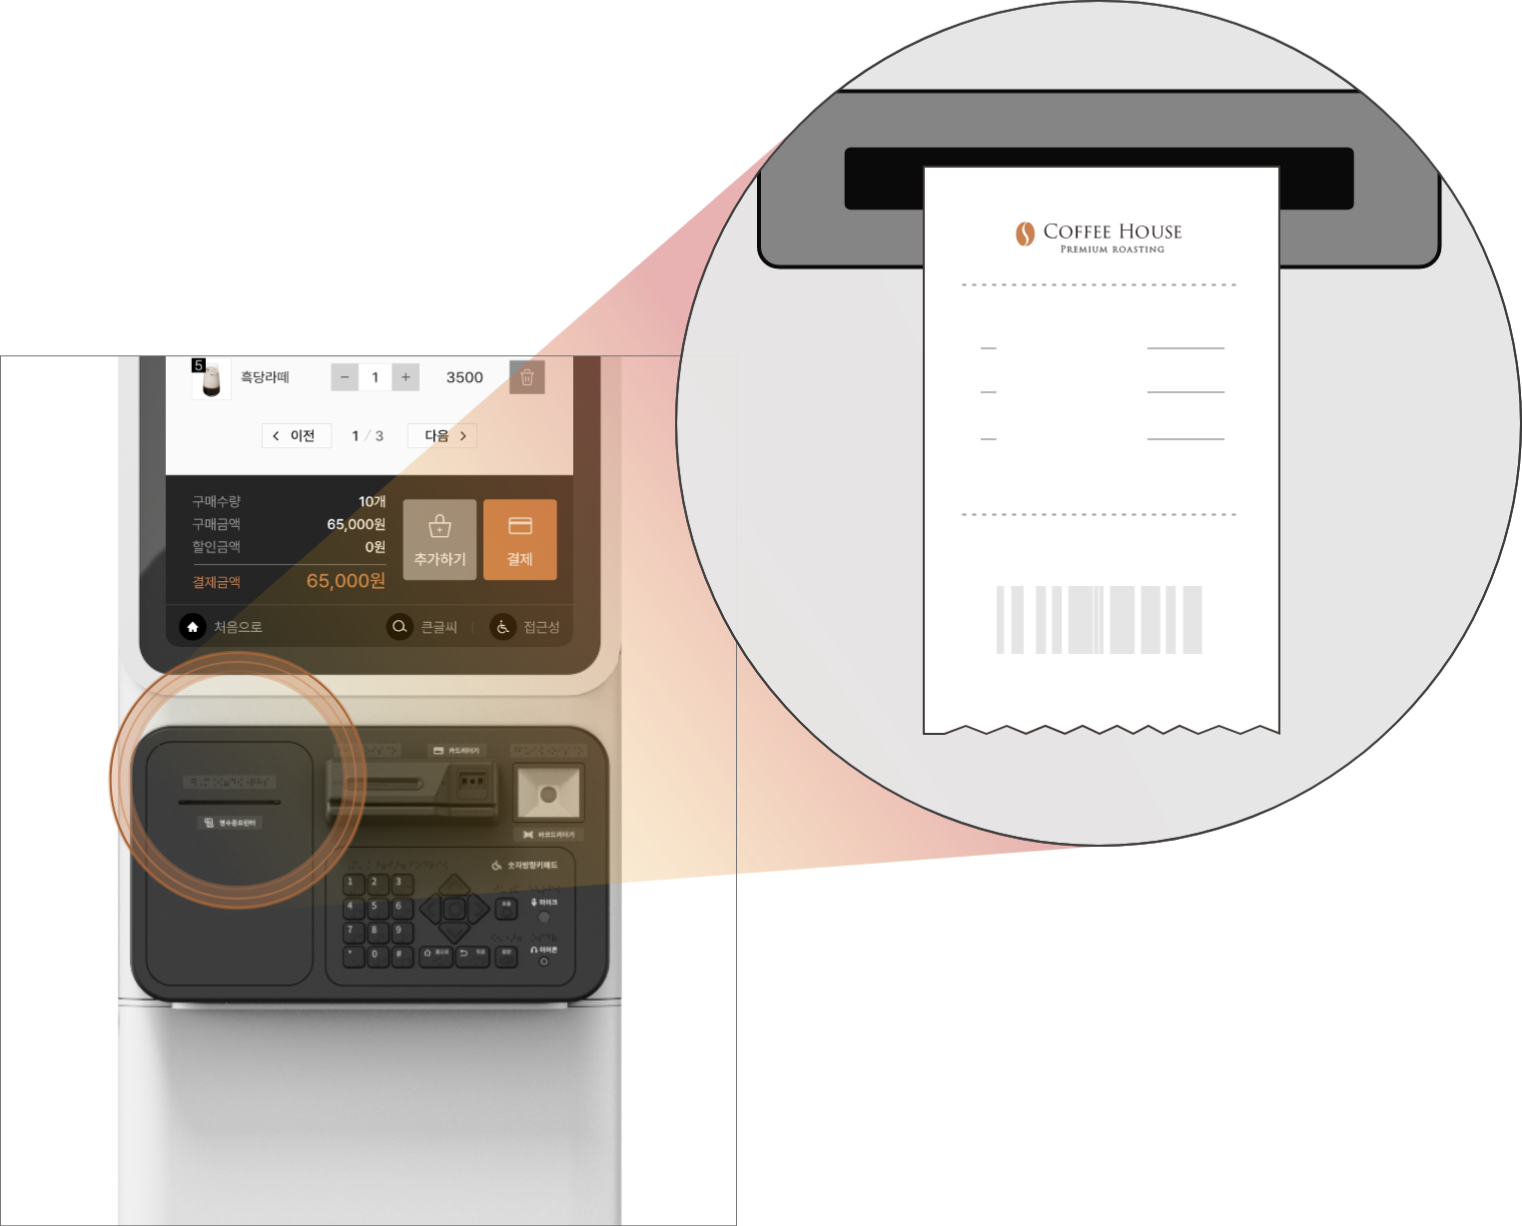 COFFEE HOUSE
PREMIUM ROASTING
5
흑당라떼
− 1 + 3500
< 이전 1 / 3 다음 >
구매수량 10개
구매금액 65,000원
할인금액 0원
결제금액 65,000원
추가하기
결제
처음으로
큰글씨
접근성
카드리더기
영수증프린터
바코드리더기
숫자방향키패드
1 2 3
4 5 6
7 8 9
* 0 #
마이크
이어폰